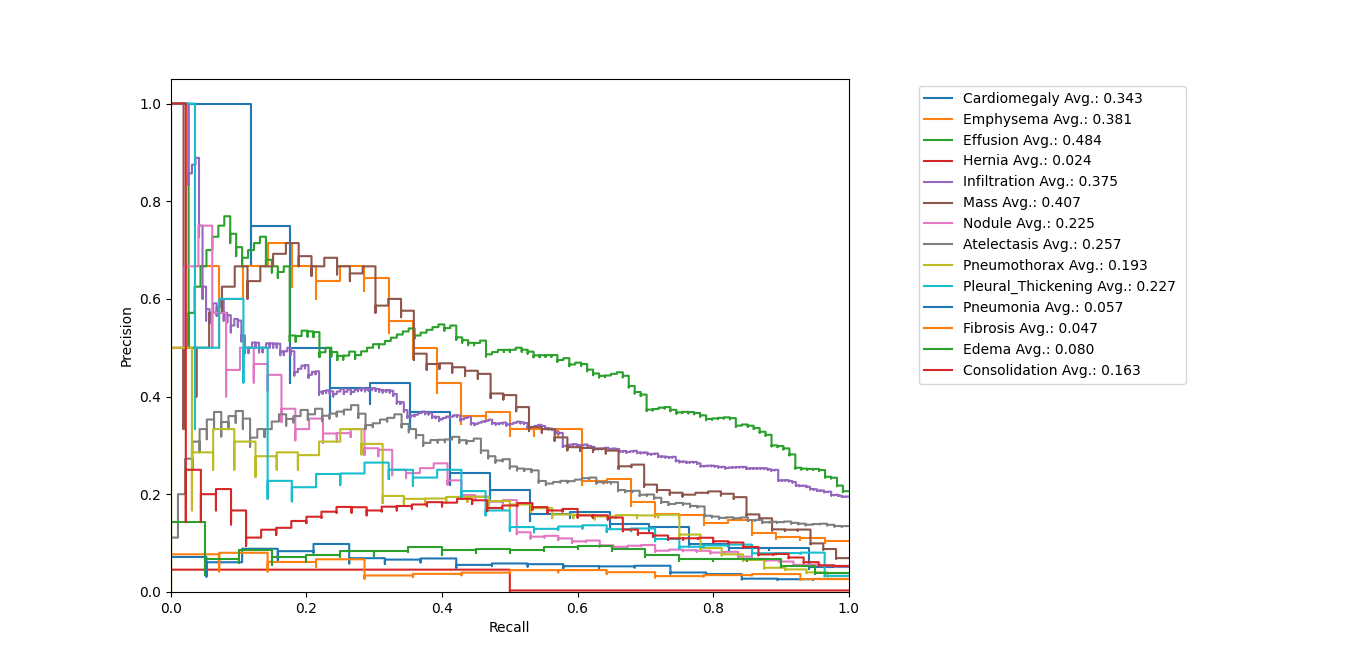 1.0
0.8
0.6
0.4
0.2
0.0
Precision
0.0 0.2 0.4 0.6 0.8 1.0
Recall
Cardiomegaly Avg.: 0.343
Emphysema Avg.: 0.381
Effusion Avg.: 0.484
Hernia Avg.: 0.024
Infiltration Avg.: 0.375
Mass Avg.: 0.407
Nodule Avg.: 0.225
Atelectasis Avg.: 0.257
Pneumothorax Avg.: 0.193
Pleural_Thickening Avg.: 0.227
Pneumonia Avg.: 0.057
Fibrosis Avg.: 0.047
Edema Avg.: 0.080
Consolidation Avg.: 0.163